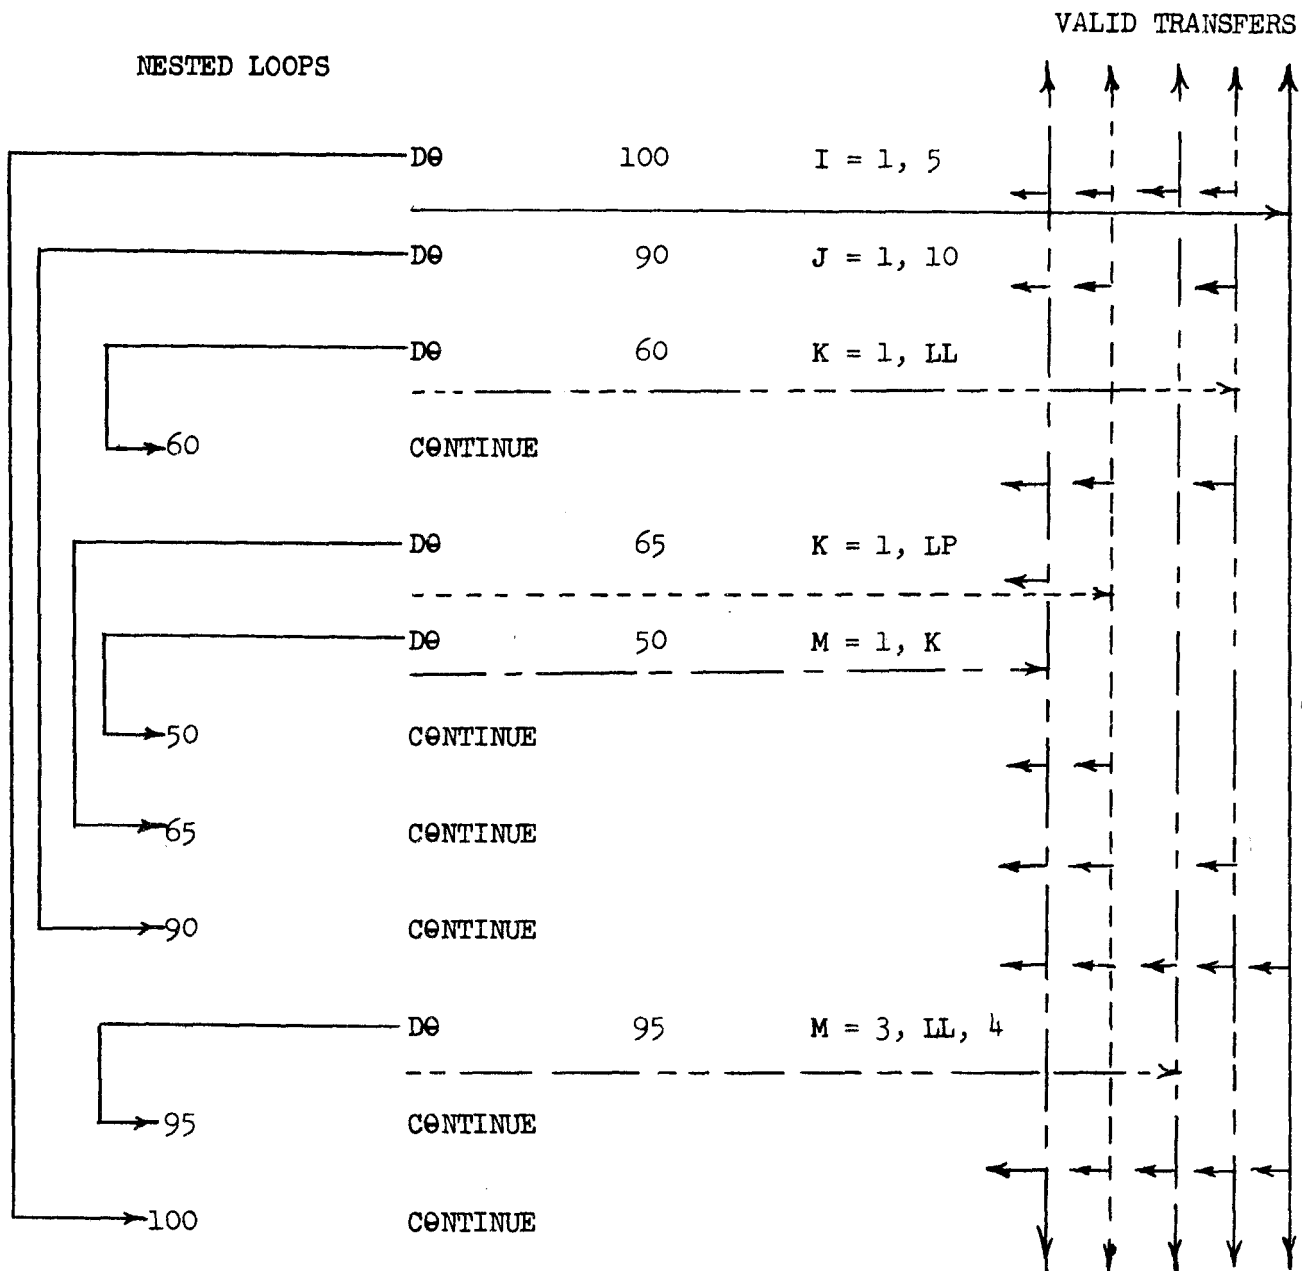 VALID TRANSFERS
NESTED LOOPS
DO 100 I = 1, 5
DO 90 J = 1, 10
DO 60 K = 1, LL
60 CONTINUE
DO 65 K = 1, LP
DO 50 M = 1, K
50 CONTINUE
65 CONTINUE
90 CONTINUE
DO 95 M = 3, LL, 4
95 CONTINUE
100 CONTINUE